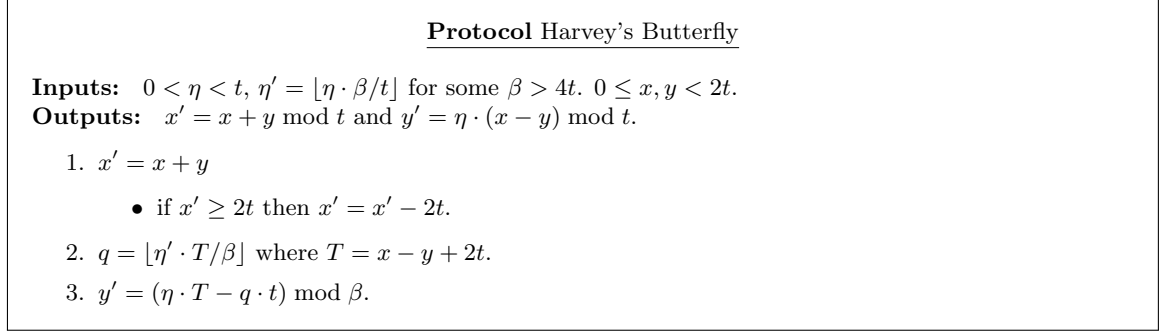 Protocol Harvey's Butterfly
Inputs: 0 < η < t, η′ = ⌊η · β/t⌋ for some β > 4t. 0 ≤ x, y < 2t.
Outputs: x′ = x + y mod t and y′ = η · (x − y) mod t.
1. x′ = x + y
• if x′ ≥ 2t then x′ = x′ − 2t.
2. q = ⌊η′ · T/β⌋ where T = x − y + 2t.
3. y′ = (η · T − q · t) mod β.